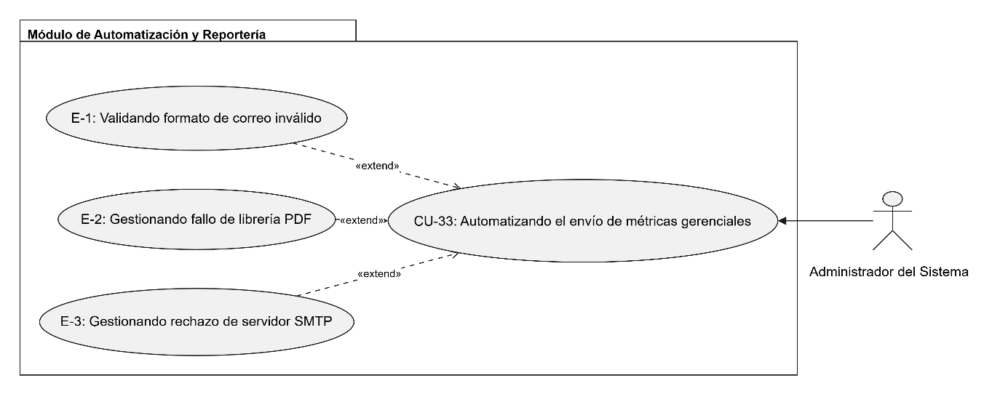 Módulo de Automatización y Reportería
E-1: Validando formato de correo inválido
«extend»
E-2: Gestionando fallo de librería PDF
«extend»
CU-33: Automatizando el envío de métricas gerenciales
«extend»
Administrador del Sistema
E-3: Gestionando rechazo de servidor SMTP